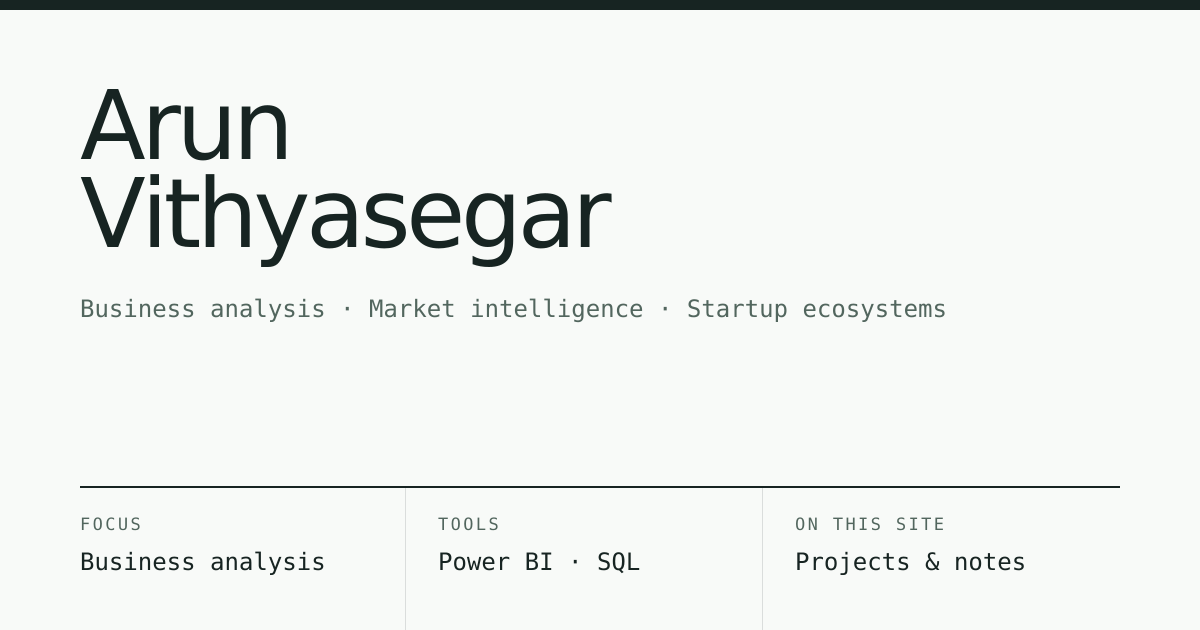 Arun
Vithyasegar
Business analysis · Market intelligence · Startup ecosystems
FOCUS
Business analysis
TOOLS
Power BI · SQL
ON THIS SITE
Projects & notes